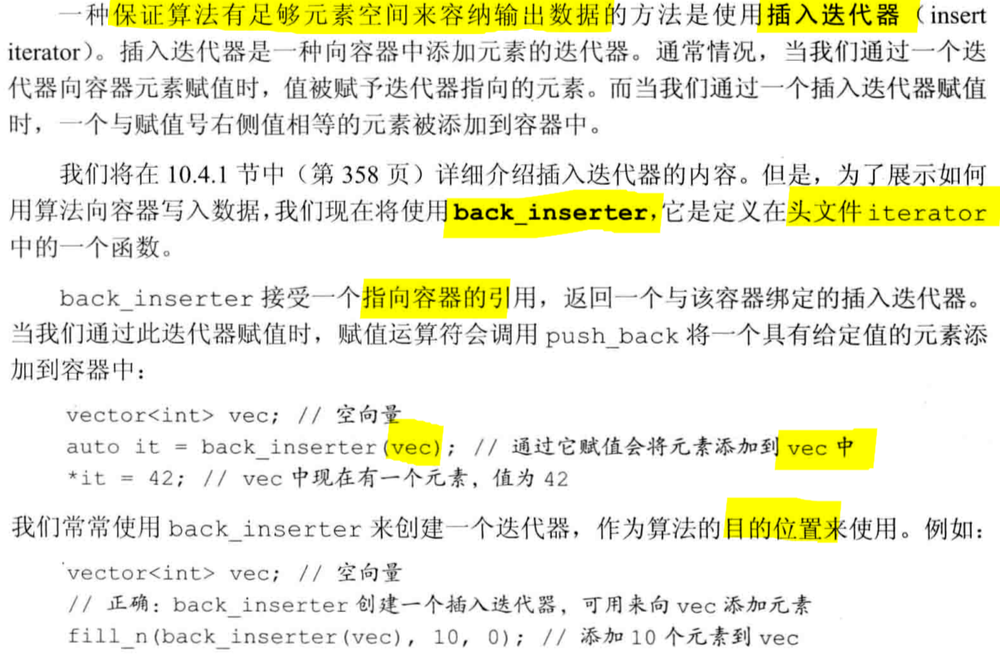 一种保证算法有足够元素空间来容纳输出数据的方法是使用插入迭代器（insert
iterator）。插入迭代器是一种向容器中添加元素的迭代器。通常情况，当我们通过一个迭
代器向容器元素赋值时，值被赋予迭代器指向的元素。而当我们通过一个插入迭代器赋值
时，一个与赋值号右侧值相等的元素被添加到容器中。
我们将在 10.4.1 节中（第 358 页）详细介绍插入迭代器的内容。但是，为了展示如何
用算法向容器写入数据，我们现在将使用 back_inserter，它是定义在头文件 iterator
中的一个函数。
back_inserter 接受一个指向容器的引用，返回一个与该容器绑定的插入迭代器。
当我们通过此迭代器赋值时，赋值运算符会调用 push_back 将一个具有给定值的元素添
加到容器中：
vector<int> vec; // 空向量
auto it = back_inserter(vec); // 通过它赋值会将元素添加到 vec 中
*it = 42; // vec 中现在有一个元素，值为 42
我们常常使用 back_inserter 来创建一个迭代器，作为算法的目的位置来使用。例如：
vector<int> vec; // 空向量
// 正确：back_inserter 创建一个插入迭代器，可用来向 vec 添加元素
fill_n(back_inserter(vec), 10, 0); // 添加 10 个元素到 vec